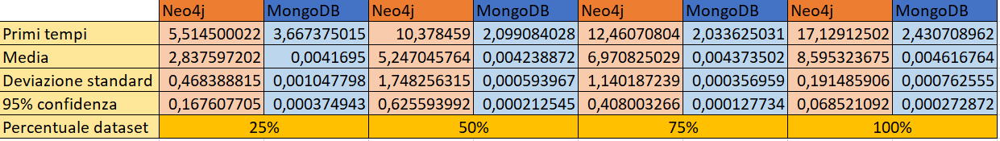 Neo4j MongoDB Neo4j MongoDB Neo4j MongoDB Neo4j MongoDB
Primi tempi 5,514500022 3,667375015 10,378459 2,099084028 12,46070804 2,033625031 17,12912502 2,430708962
Media 2,837597202 0,0041695 5,247045764 0,004238872 6,970825029 0,004373502 8,595323675 0,004616764
Deviazione standard 0,468388815 0,001047798 1,748256315 0,000593967 1,140187239 0,000356959 0,191485906 0,000762555
95% confidenza 0,167607705 0,000374943 0,625593992 0,000212545 0,408003266 0,000127734 0,068521092 0,000272872
Percentuale dataset 25% 50% 75% 100%